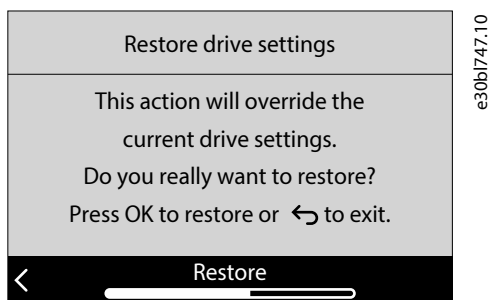 Restore drive settings
This action will override the
current drive settings.
Do you really want to restore?
Press OK to restore or ↩ to exit.
Restore
e30bl747.10